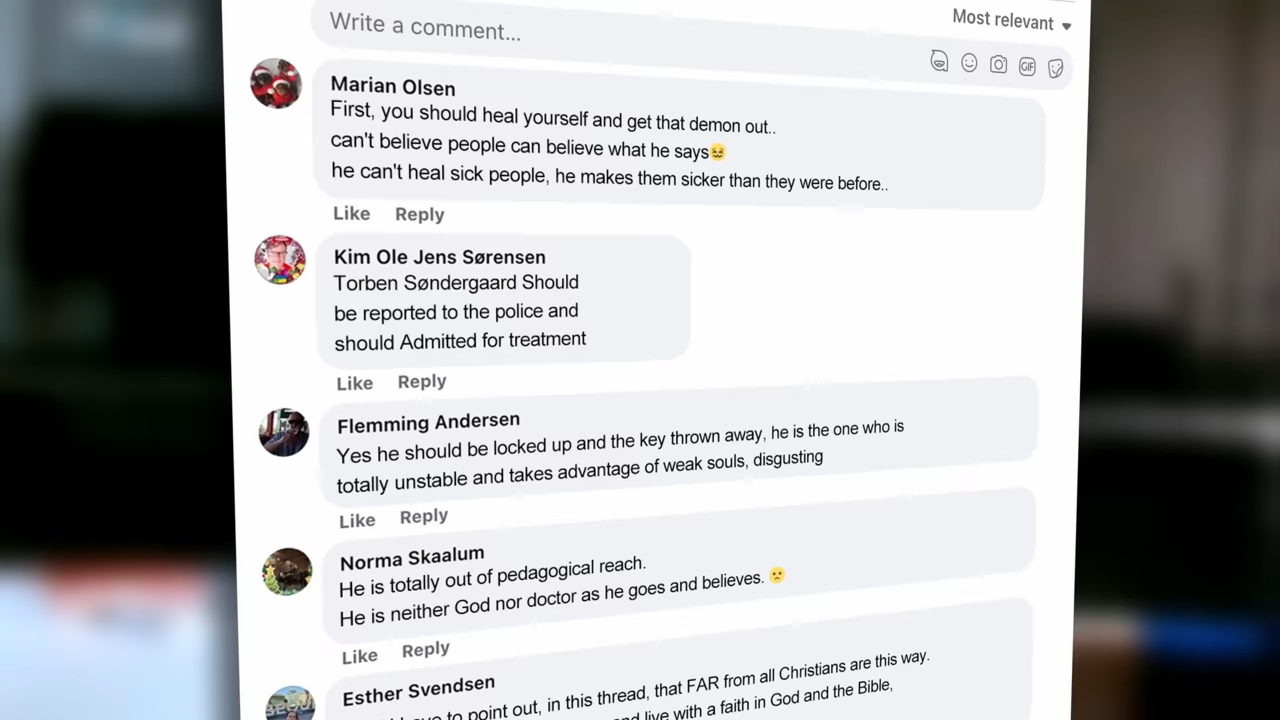 Most relevant
Write a comment...
GIF
Marian Olsen
First, you should heal yourself and get that demon out..
can't believe people can believe what he says😖
he can't heal sick people, he makes them sicker than they were before..
Like Reply
Kim Ole Jens Sørensen
Torben Søndergaard Should
be reported to the police and
should Admitted for treatment
Like Reply
Flemming Andersen
Yes he should be locked up and the key thrown away, he is the one who is
totally unstable and takes advantage of weak souls, disgusting
Like Reply
Norma Skaalum
He is totally out of pedagogical reach.
He is neither God nor doctor as he goes and believes. 🙁
Like Reply
Esther Svendsen
to point out, in this thread, that FAR from all Christians are this way.
live with a faith in God and the Bible,